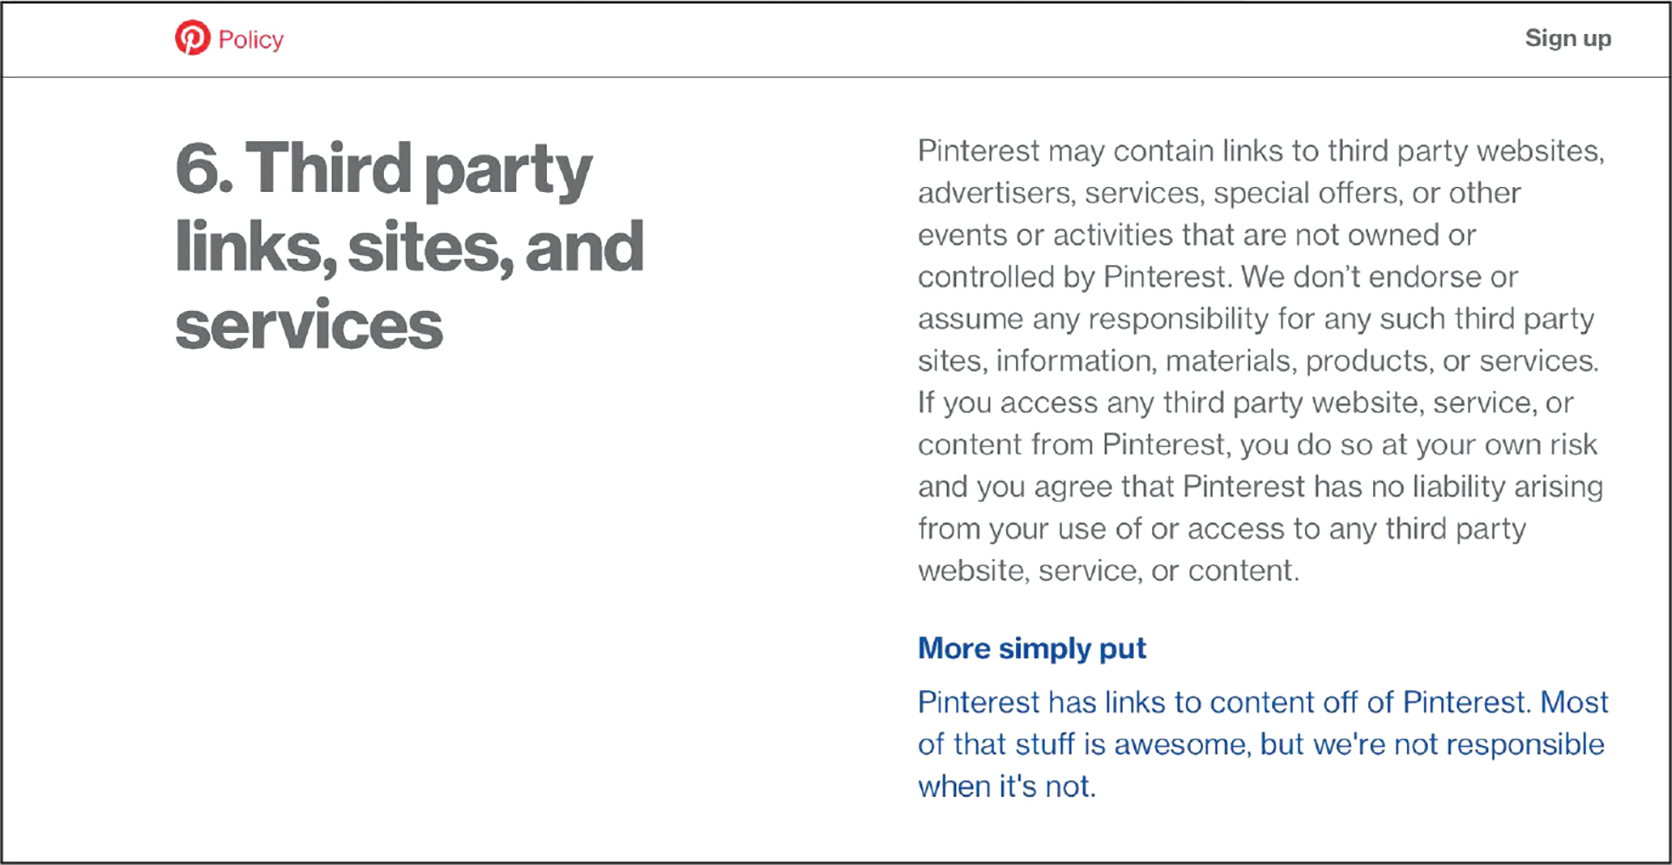 Policy
Sign up
6. Third party
links, sites, and
services
Pinterest may contain links to third party websites,
advertisers, services, special offers, or other
events or activities that are not owned or
controlled by Pinterest. We don’t endorse or
assume any responsibility for any such third party
sites, information, materials, products, or services.
If you access any third party website, service, or
content from Pinterest, you do so at your own risk
and you agree that Pinterest has no liability arising
from your use of or access to any third party
website, service, or content.
More simply put
Pinterest has links to content off of Pinterest. Most
of that stuff is awesome, but we're not responsible
when it's not.